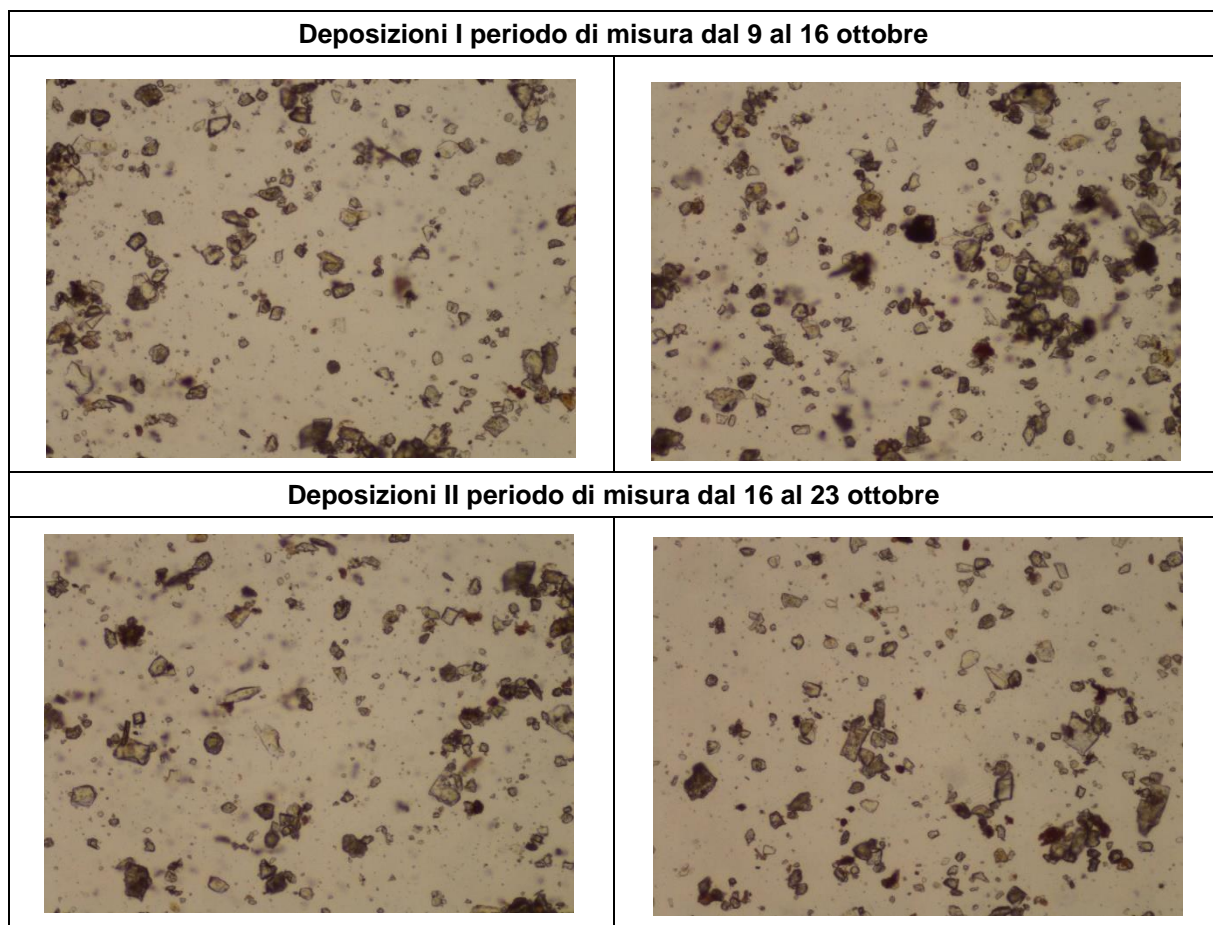 Deposizioni I periodo di misura dal 9 al 16 ottobre
Deposizioni II periodo di misura dal 16 al 23 ottobre